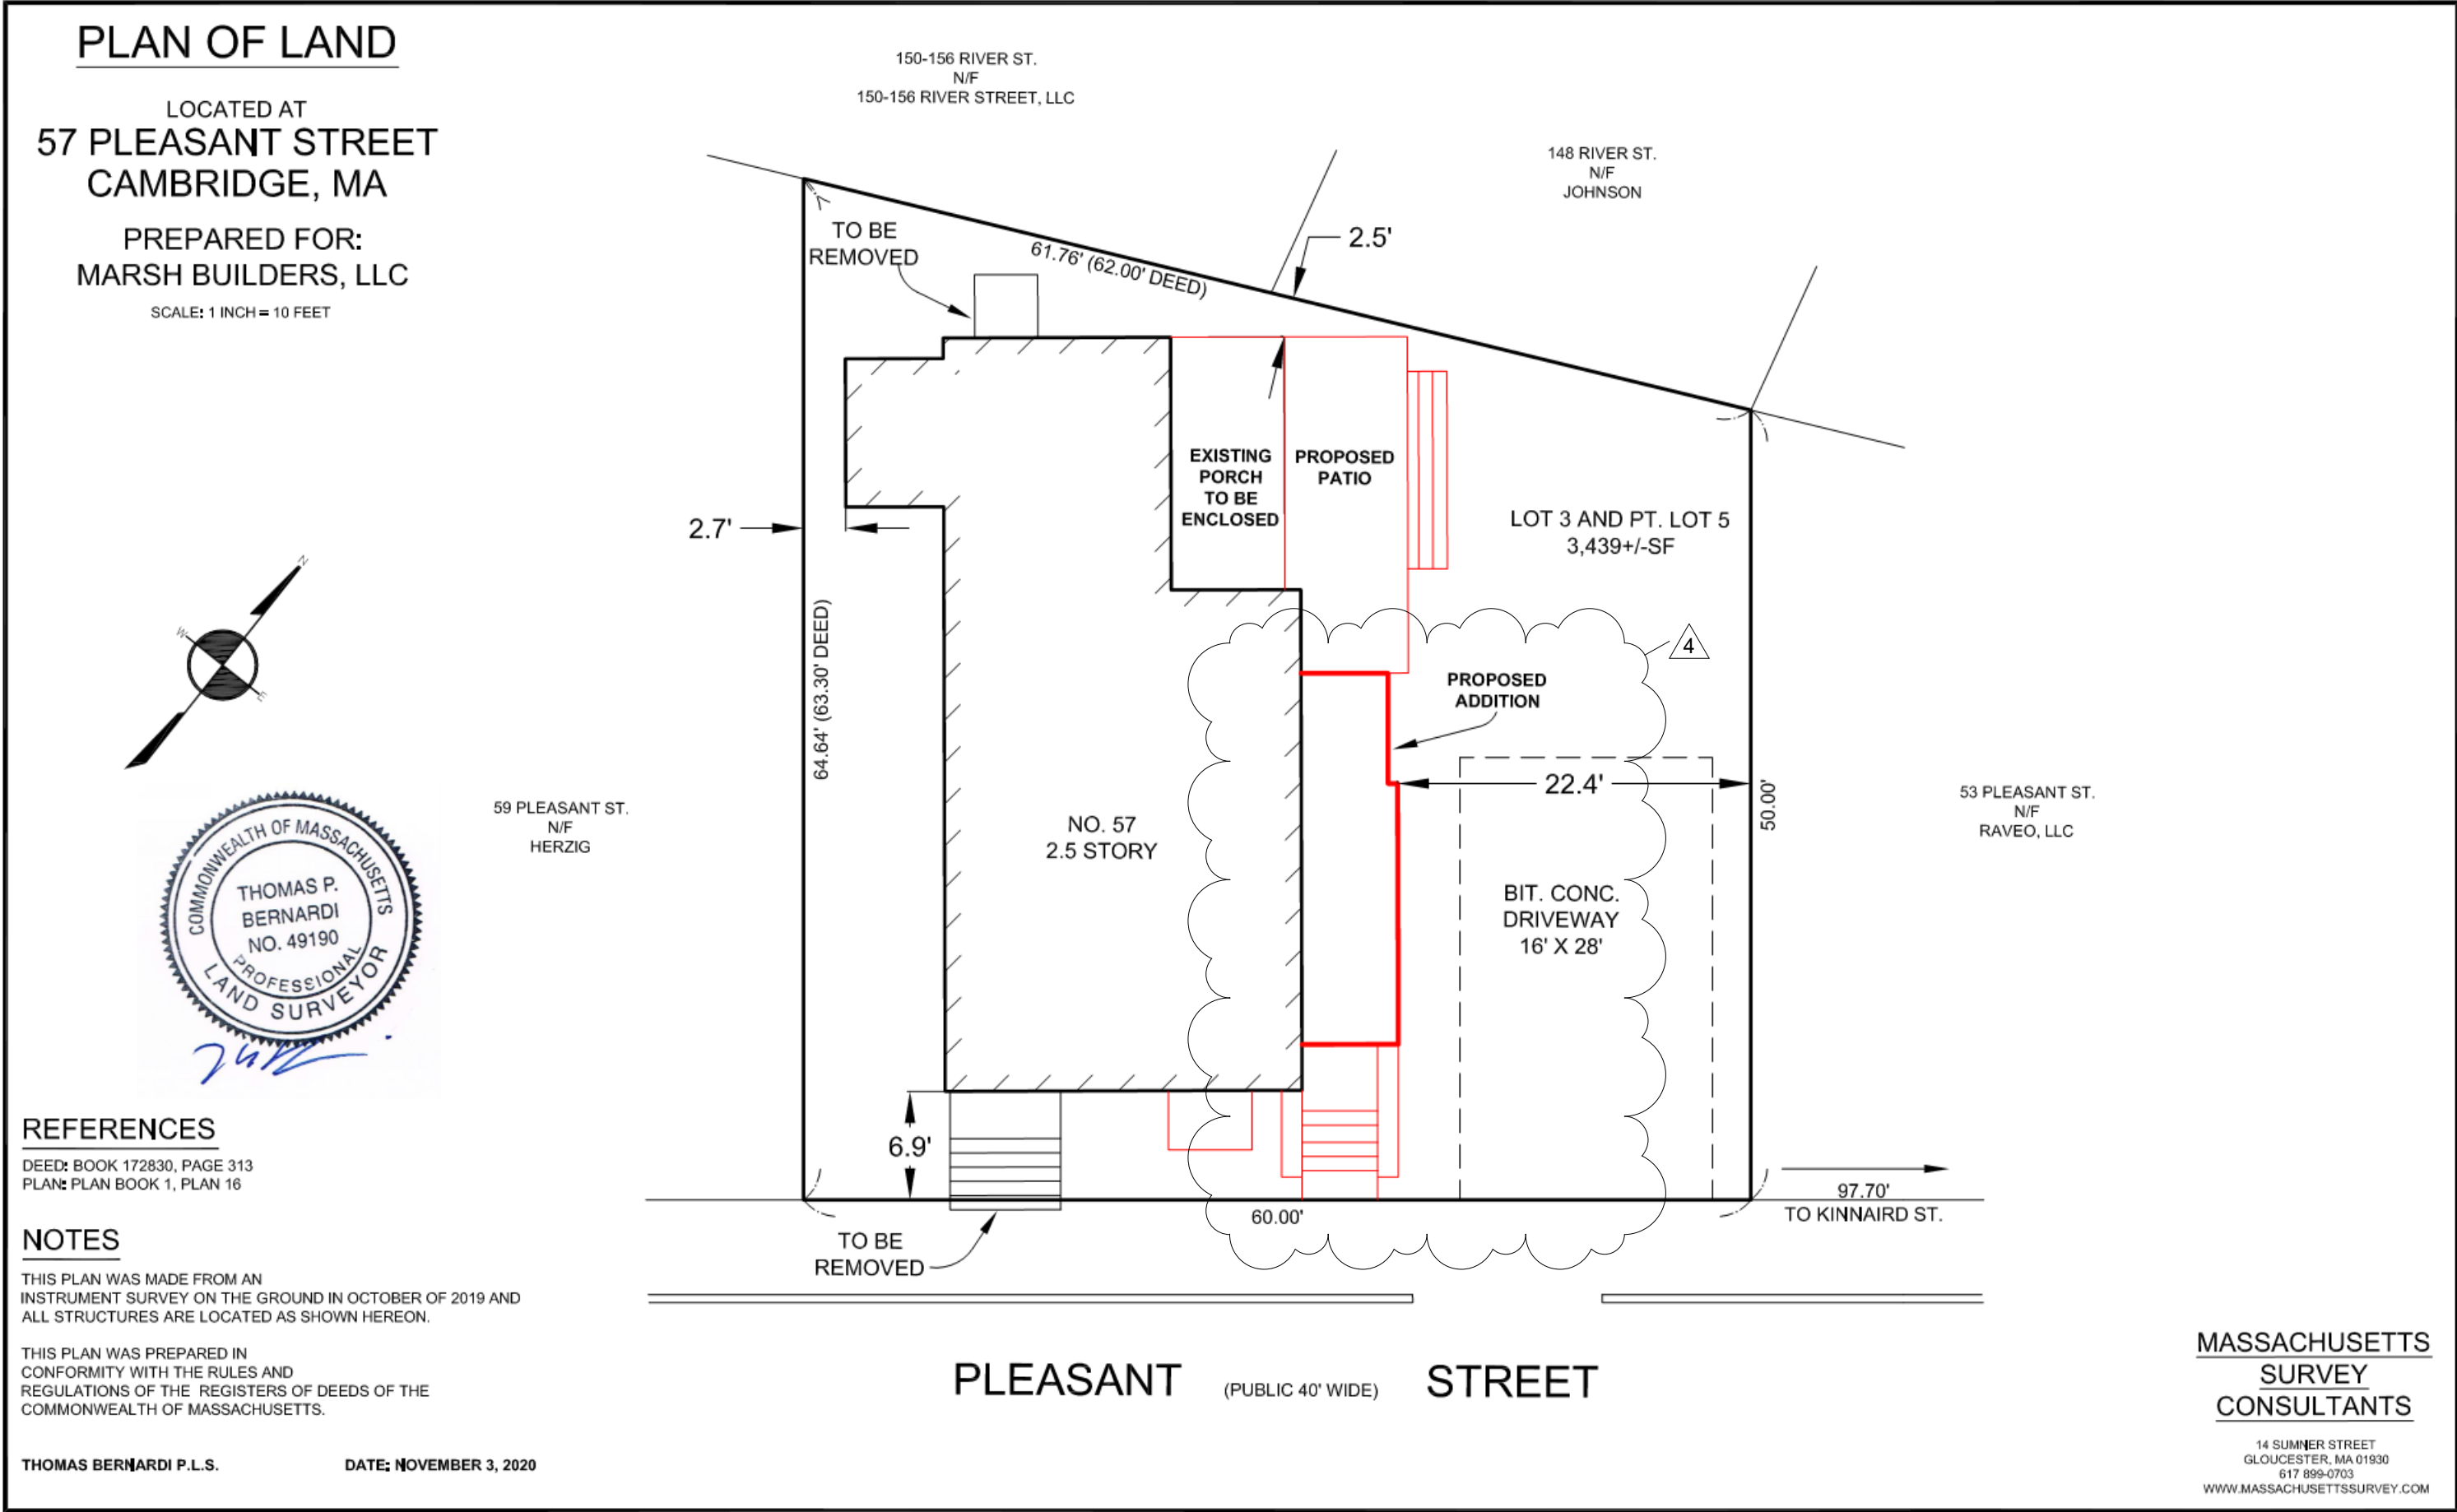 PLAN OF LAND
LOCATED AT
57 PLEASANT STREET
CAMBRIDGE, MA
PREPARED FOR:
MARSH BUILDERS, LLC
SCALE: 1 INCH = 10 FEET
150-156 RIVER ST.
N/F
150-156 RIVER STREET, LLC
148 RIVER ST.
N/F
JOHNSON
TO BE
REMOVED
61.76' (62.00' DEED)
2.5'
EXISTING
PORCH
TO BE
ENCLOSED
PROPOSED
PATIO
LOT 3 AND PT. LOT 5
3,439+/-SF
2.7'
64.64' (63.30' DEED)
4
PROPOSED
ADDITION
22.4'
50.00'
N
W
E
59 PLEASANT ST.
N/F
HERZIG
NO. 57
2.5 STORY
53 PLEASANT ST.
N/F
RAVEO, LLC
BIT. CONC.
DRIVEWAY
16' X 28'
COMMONWEALTH OF MASSACHUSETTS
THOMAS P.
BERNARDI
NO. 49190
PROFESSIONAL
LAND SURVEYOR
6.9'
60.00'
97.70'
TO KINNAIRD ST.
TO BE
REMOVED
REFERENCES
DEED: BOOK 172830, PAGE 313
PLAN: PLAN BOOK 1, PLAN 16
NOTES
THIS PLAN WAS MADE FROM AN
INSTRUMENT SURVEY ON THE GROUND IN OCTOBER OF 2019 AND
ALL STRUCTURES ARE LOCATED AS SHOWN HEREON.
THIS PLAN WAS PREPARED IN
CONFORMITY WITH THE RULES AND
REGULATIONS OF THE REGISTERS OF DEEDS OF THE
COMMONWEALTH OF MASSACHUSETTS.
THOMAS BERNARDI P.L.S. DATE: NOVEMBER 3, 2020
PLEASANT (PUBLIC 40' WIDE) STREET
MASSACHUSETTS
SURVEY
CONSULTANTS
14 SUMNER STREET
GLOUCESTER, MA 01930
617 899-0703
WWW.MASSACHUSETTSSURVEY.COM